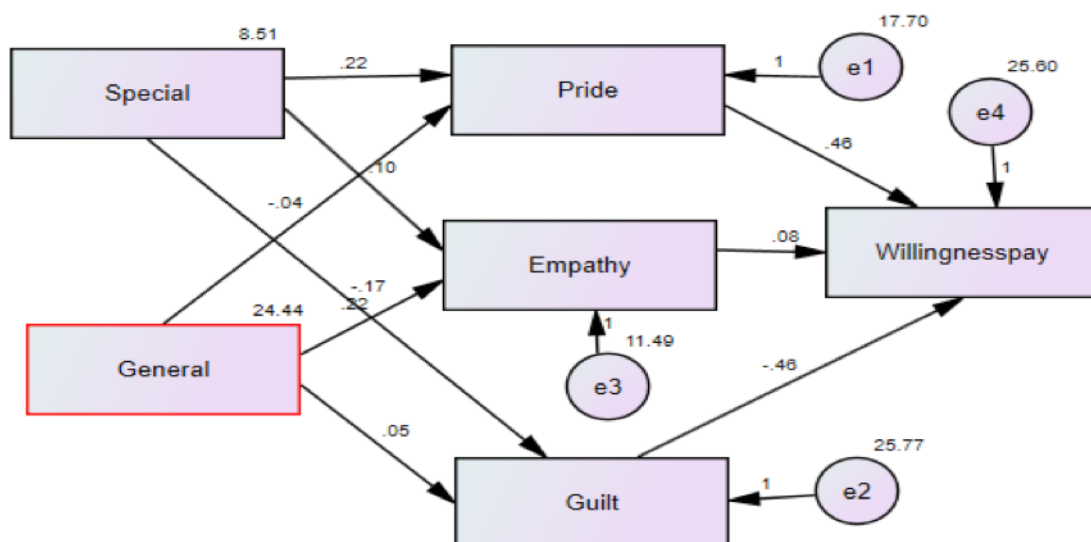 17.70
8.51
.22
1
e1
25.60
Special
Pride
e4
.46
1
.10
-.04
Empathy
.08
Willingnesspay
-.17
.22
24.44
1
11.49
General
e3
-.46
.05
25.77
Guilt
1
e2